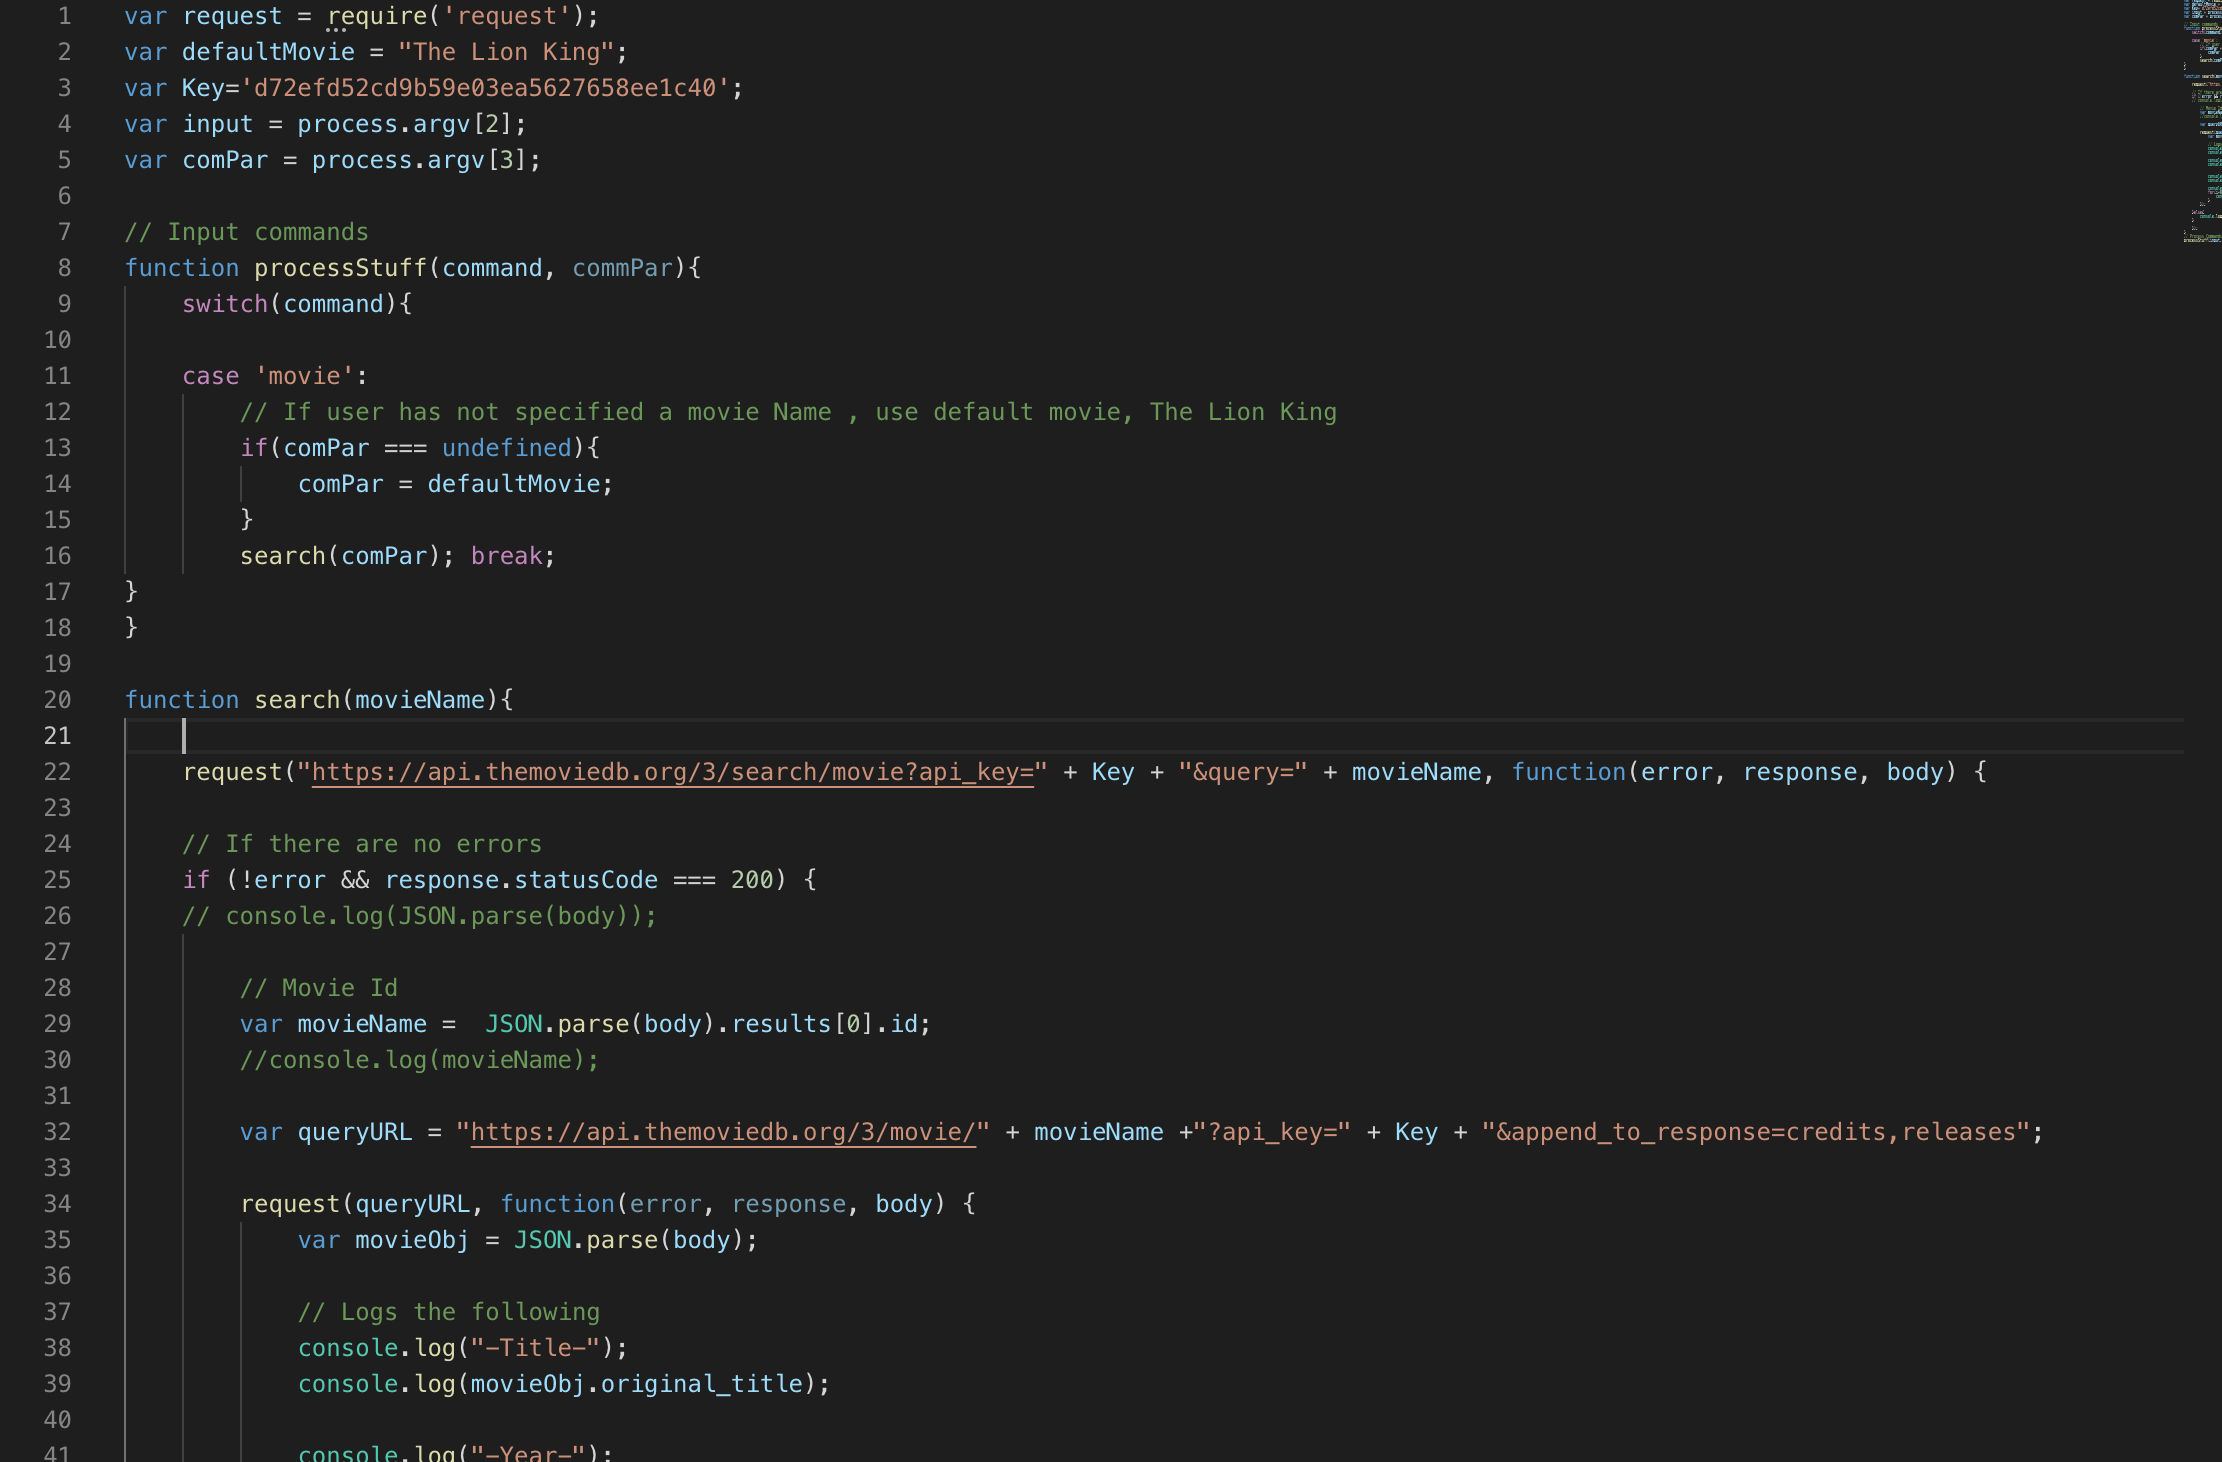 1 var request = require('request');
2 var defaultMovie = "The Lion King";
3 var Key='d72efd52cd9b59e03ea5627658ee1c40';
4 var input = process.argv[2];
5 var comPar = process.argv[3];
6
7 // Input commands
8 function processStuff(command, commPar){
9 switch(command){
10
11 case 'movie':
12 // If user has not specified a movie Name , use default movie, The Lion King
13 if(comPar === undefined){
14 comPar = defaultMovie;
15 }
16 search(comPar); break;
17 }
18 }
19
20 function search(movieName){
21
22 request("https://api.themoviedb.org/3/search/movie?api_key=" + Key + "&query=" + movieName, function(error, response, body) {
23
24 // If there are no errors
25 if (!error && response.statusCode === 200) {
26 // console.log(JSON.parse(body));
27
28 // Movie Id
29 var movieName =  JSON.parse(body).results[0].id;
30 //console.log(movieName);
31
32 var queryURL = "https://api.themoviedb.org/3/movie/" + movieName +"?api_key=" + Key + "&append_to_response=credits,releases";
33
34 request(queryURL, function(error, response, body) {
35 var movieObj = JSON.parse(body);
36
37 // Logs the following
38 console.log("-Title-");
39 console.log(movieObj.original_title);
40
41 console.log("-Year-");